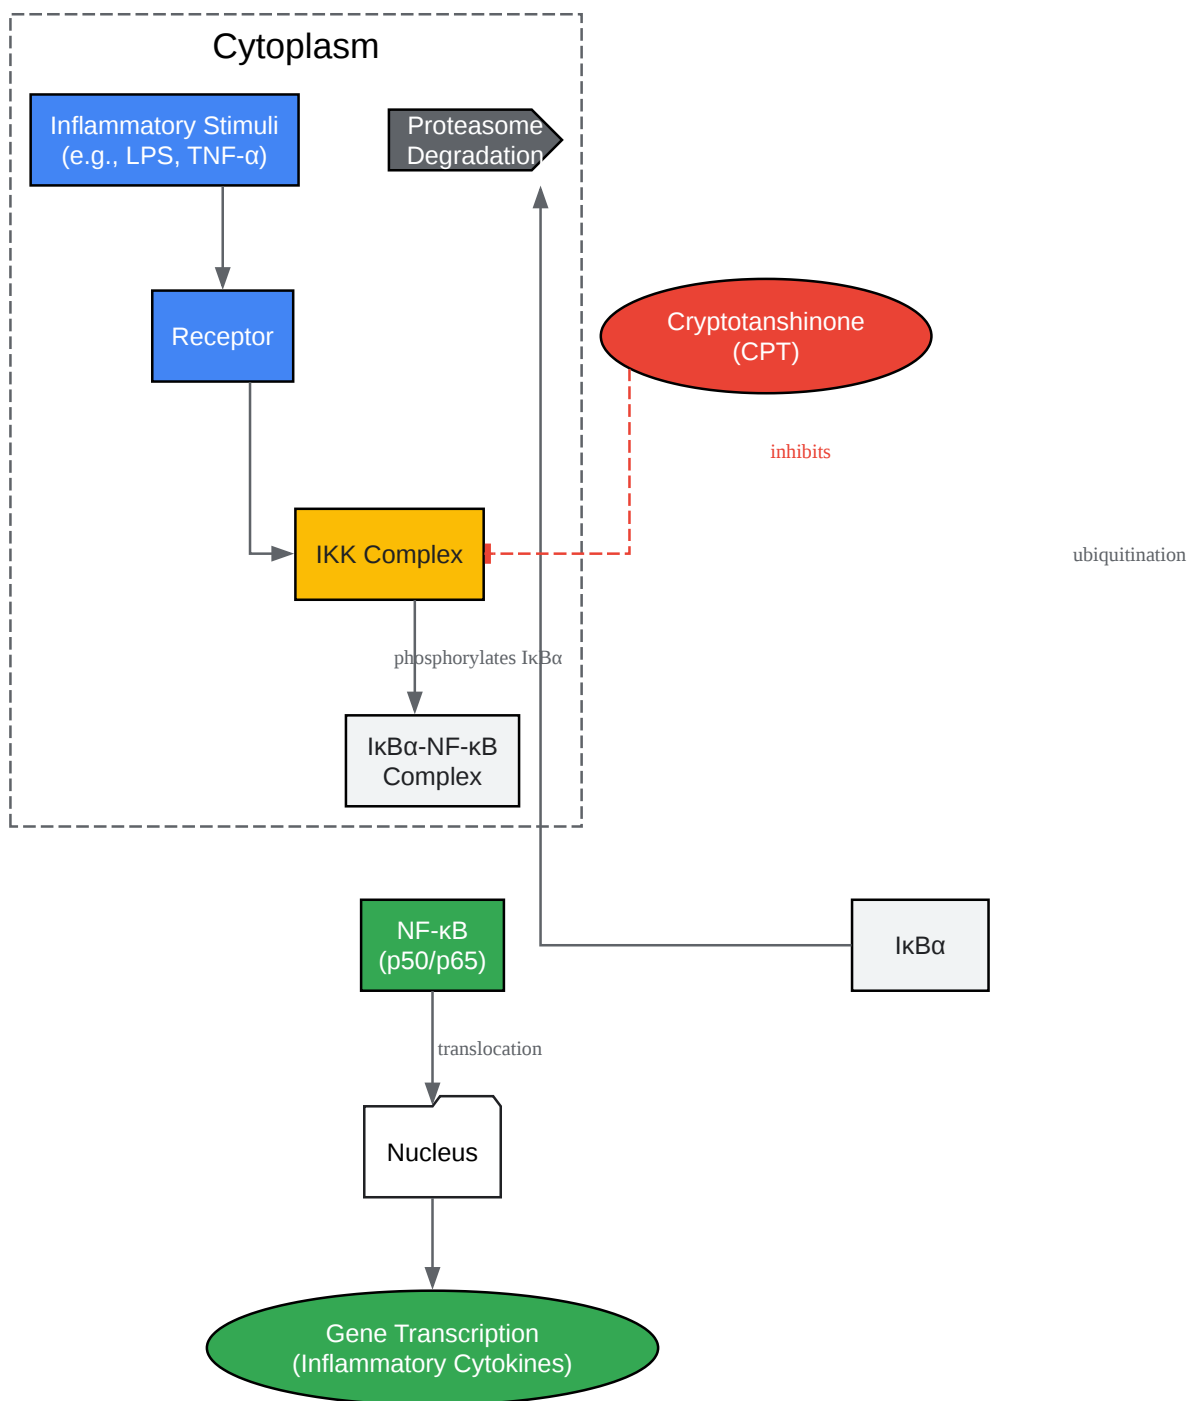 Cytoplasm
Inflammatory Stimuli
(e.g., LPS, TNF-α)
Proteasome
Degradation
Receptor
Cryptotanshinone
(CPT)
inhibits
IKK Complex
ubiquitination
phosphorylates IκBα
IκBα-NF-κB
Complex
NF-κB
(p50/p65)
IκBα
translocation
Nucleus
Gene Transcription
(Inflammatory Cytokines)